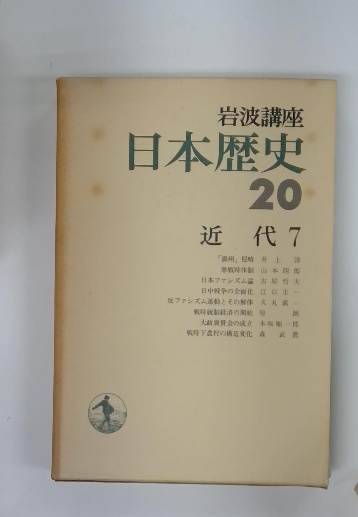 岩波講座
日本歴史
20
近代 7
「満州」侵略 井上 清
準戦時体制 山本四郎
日本ファシズム論 古屋哲夫
日中戦争の全面化 江口圭一
反ファシズム運動とその解体 犬丸義一
戦時統制経済の開始 原 朗
大政翼賛会の成立 木坂順一郎
戦時下農村の構造変化 森 武麿